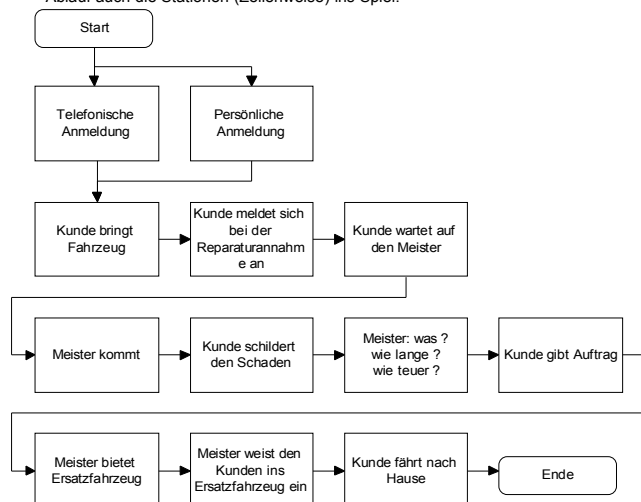 Ablauf auch die Stationen (Zeilenweise) ins Spiel.
Start
Telefonische
Anmeldung
Persönliche
Anmeldung
Kunde bringt
Fahrzeug
Kunde meldet sich
bei der
Reparaturannahm
e an
Kunde wartet auf
den Meister
Meister kommt
Kunde schildert
den Schaden
Meister: was ?
wie lange ?
wie teuer ?
Kunde gibt Auftrag
Meister bietet
Ersatzfahrzeug
Meister weist den
Kunden ins
Ersatzfahrzeug ein
Kunde fährt nach
Hause
Ende